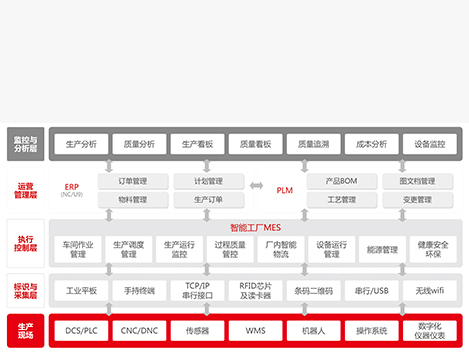 监控与
分析层
生产分析
质量分析
生产看板
质量看板
质量追溯
成本分析
设备监控
运营
管理层
ERP
(NC/U9)
订单管理
计划管理
物料管理
生产订单
PLM
产品BOM
图文档管理
工艺管理
变更管理
执行
控制层
智能工厂MES
车间作业
管理
生产调度
管理
生产运行
监控
过程质量
管控
厂内智能
物流
设备运行
管理
能源管理
健康安全
环保
标识与
采集层
工业平板
手持终端
TCP/IP
串行接口
RFID芯片
及读卡器
条码二维码
串行/USB
无线wifi
生产
现场
DCS/PLC
CNC/DNC
传感器
WMS
机器人
操作系统
数字化
仪器仪表